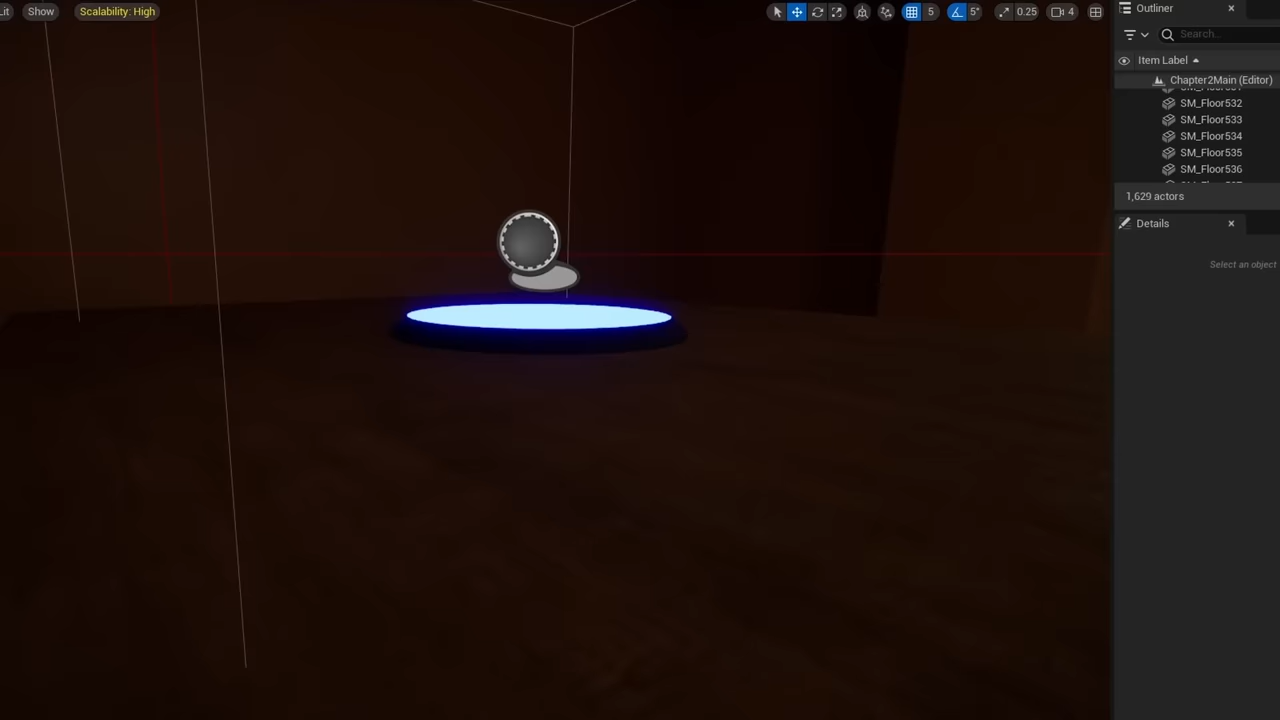 Lit
Show
Scalability: High
5
5°
0.25
4
Outliner
Search...
Item Label
Chapter2Main (Editor)
SM_Floor532
SM_Floor533
SM_Floor534
SM_Floor535
SM_Floor536
1,629 actors
Details
Select an object